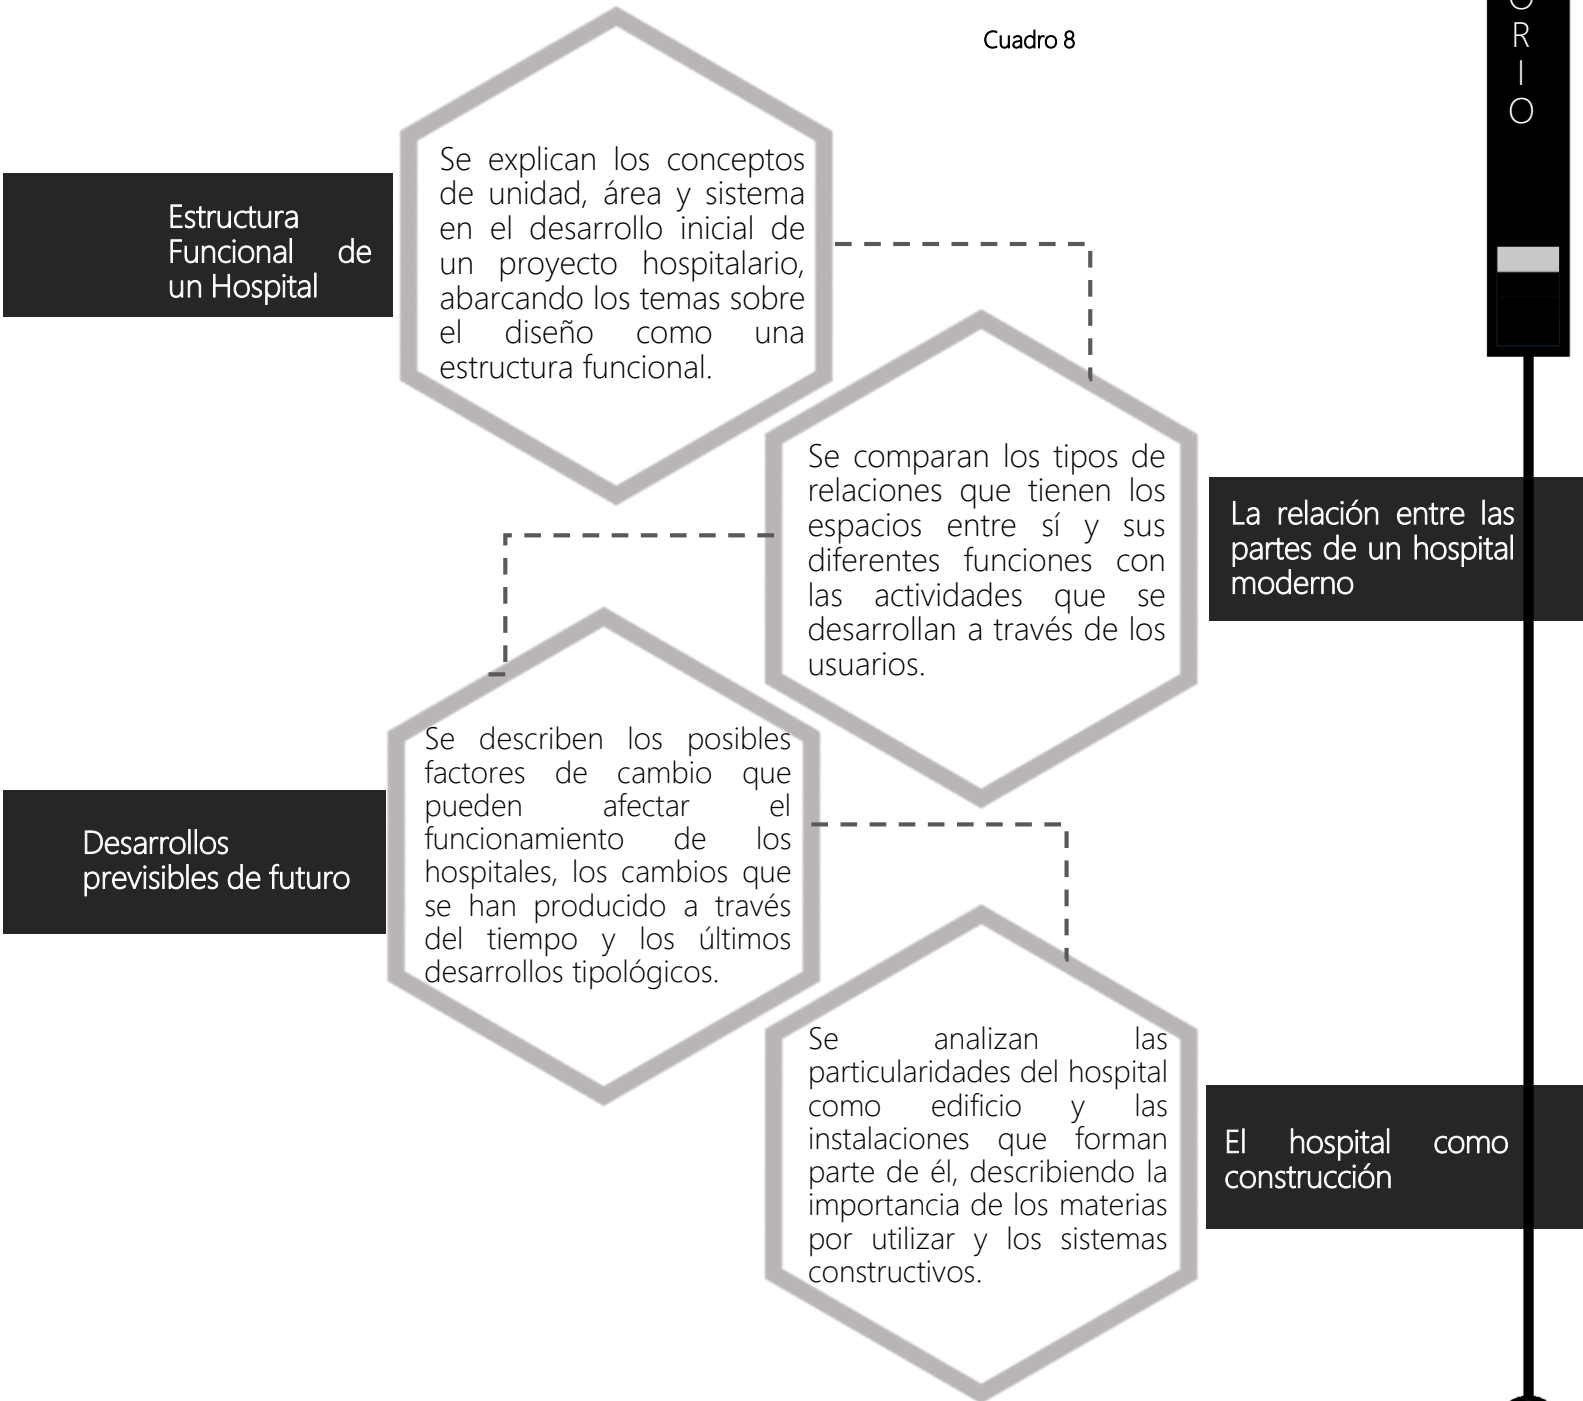 Cuadro 8
O
R
I
O
Estructura
Funcional de
un Hospital
Se explican los conceptos
de unidad, área y sistema
en el desarrollo inicial de
un proyecto hospitalario,
abarcando los temas sobre
el diseño como una
estructura funcional.
Se comparan los tipos de
relaciones que tienen los
espacios entre sí y sus
diferentes funciones con
las actividades que se
desarrollan a través de los
usuarios.
La relación entre las
partes de un hospital
moderno
Desarrollos
previsibles de futuro
Se describen los posibles
factores de cambio que
pueden afectar el
funcionamiento de los
hospitales, los cambios que
se han producido a través
del tiempo y los últimos
desarrollos tipológicos.
Se analizan las
particularidades del hospital
como edificio y las
instalaciones que forman
parte de él, describiendo la
importancia de los materias
por utilizar y los sistemas
constructivos.
El hospital como
construcción